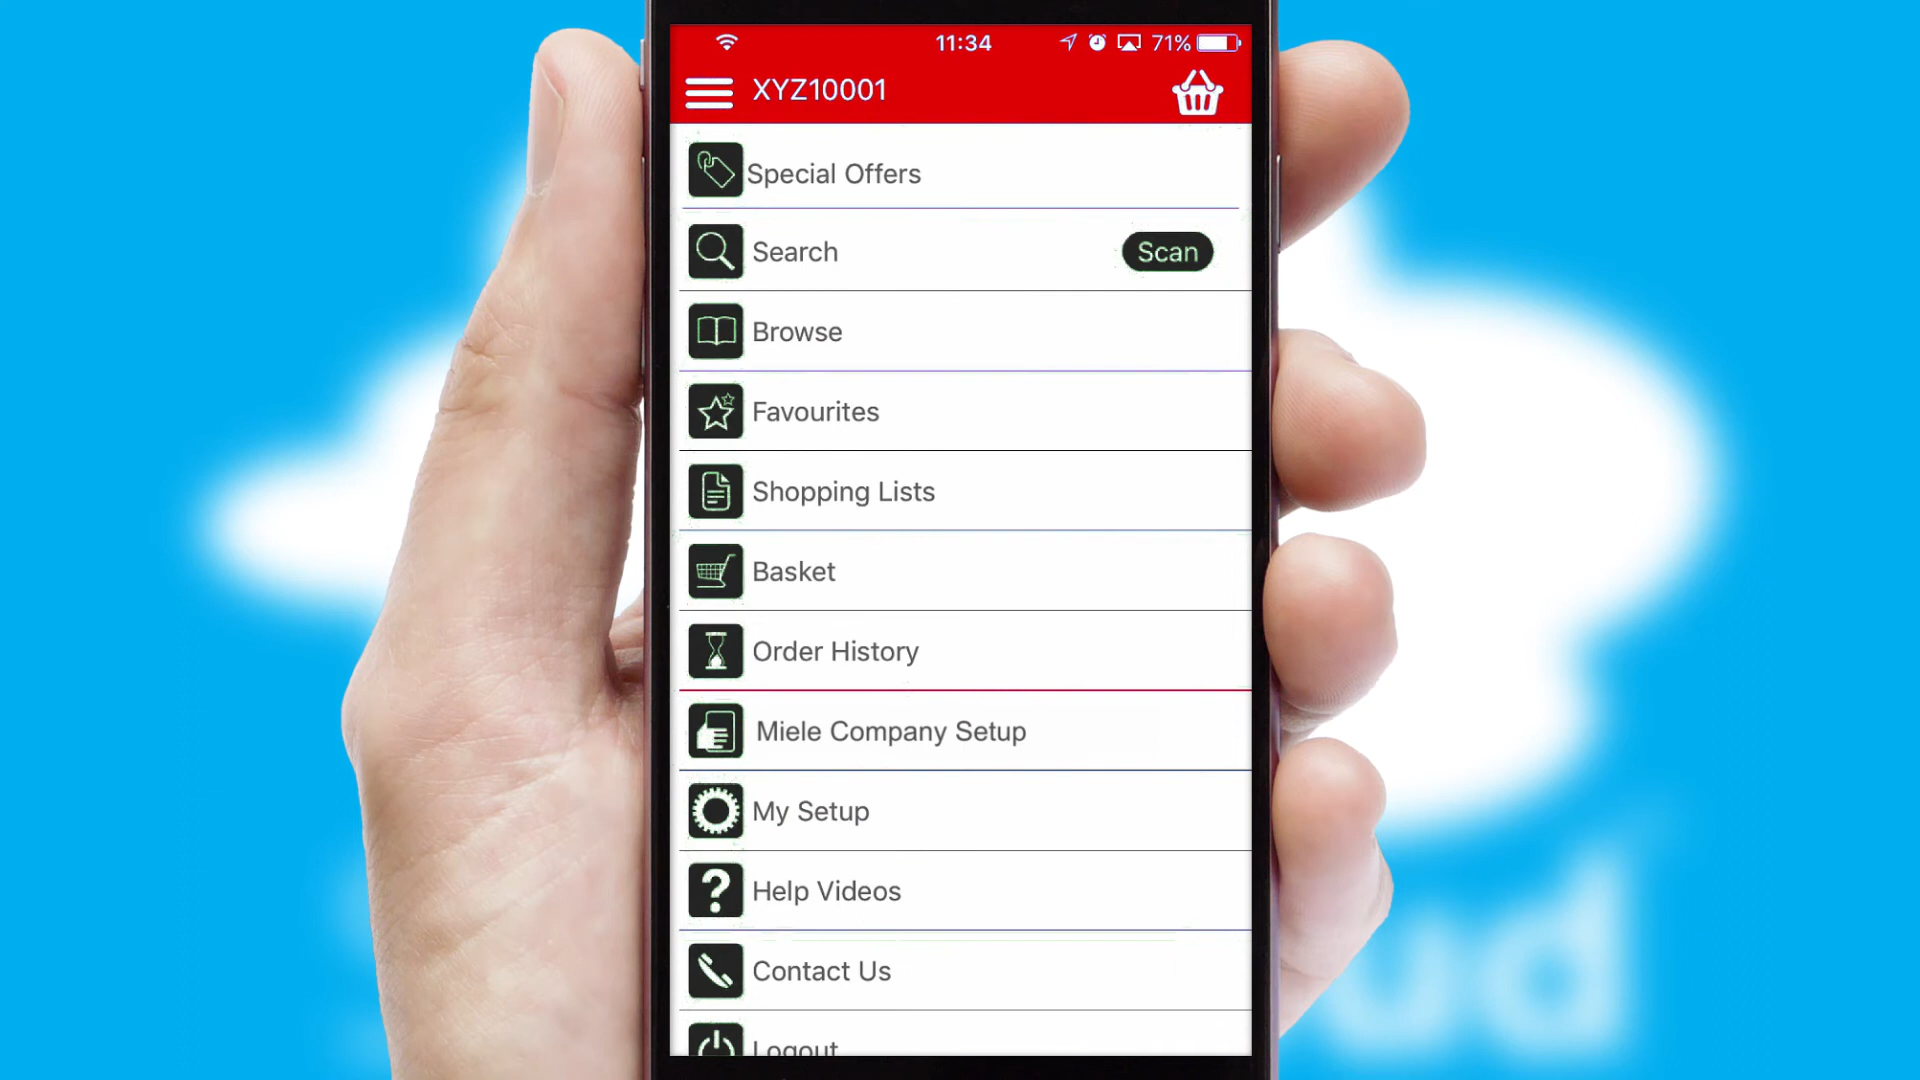 11:34
71%
XYZ10001
Special Offers
Search
Scan
Browse
Favourites
Shopping Lists
Basket
Order History
Miele Company Setup
My Setup
Help Videos
Contact Us
Logout
ud